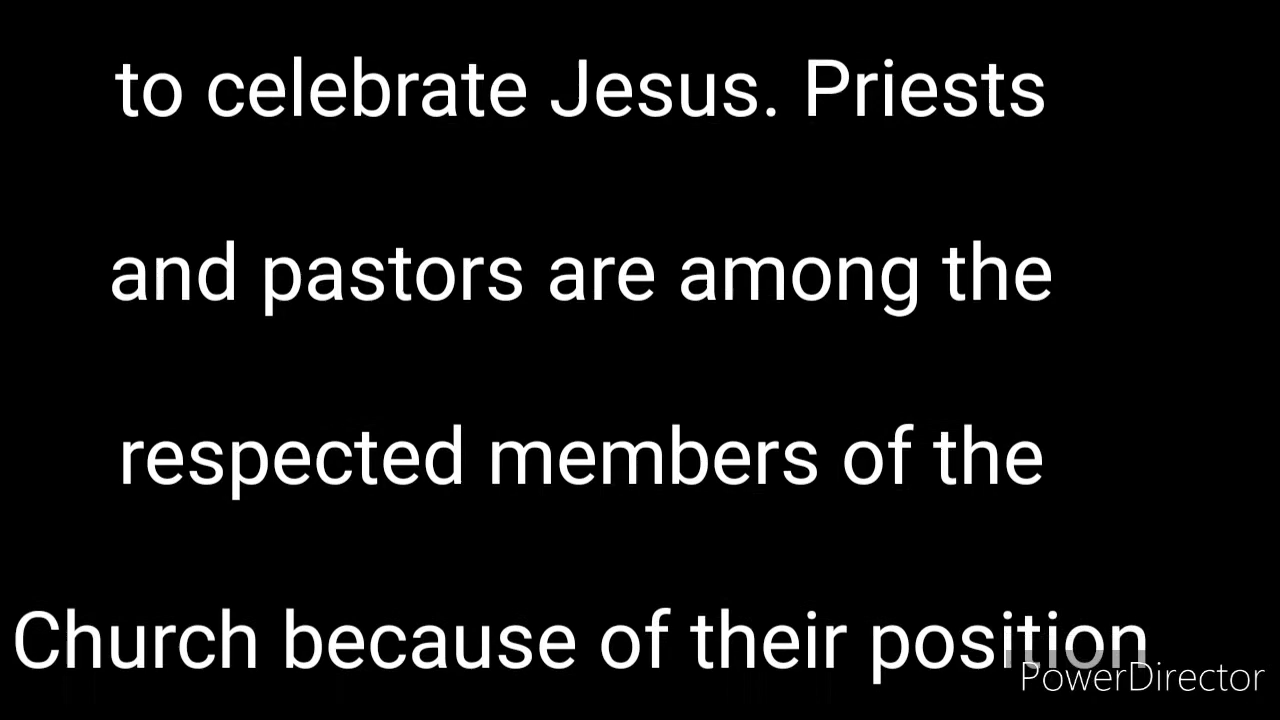 to celebrate Jesus. Priests
and pastors are among the
respected members of the
Church because of their position
PowerDirector